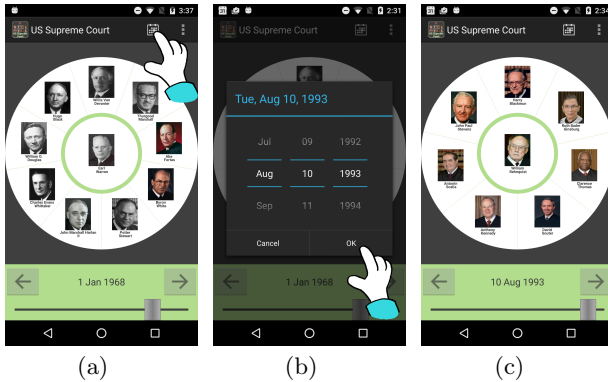 3:37
US Supreme Court
Willis Van
Devanter
Hugo
Black
Thurgood
Marshall
William O.
Douglas
Earl
Warren
Abe
Fortas
Charles Evans
Whittaker
Byron
White
John Marshall Harlan
II
Potter
Stewart
1 Jan 1968
(a)
31
2:31
US Supreme Court
Tue, Aug 10, 1993
Jul 09 1992
Aug 10 1993
Sep 11 1994
Cancel OK
1 Jan 1968
(b)
31
2:34
US Supreme Court
Harry
Blackmun
John Paul
Stevens
Ruth Bader
Ginsburg
William
Rehnquist
Antonin
Scalia
Clarence
Thomas
Anthony
Kennedy
David
Souter
10 Aug 1993
(c)